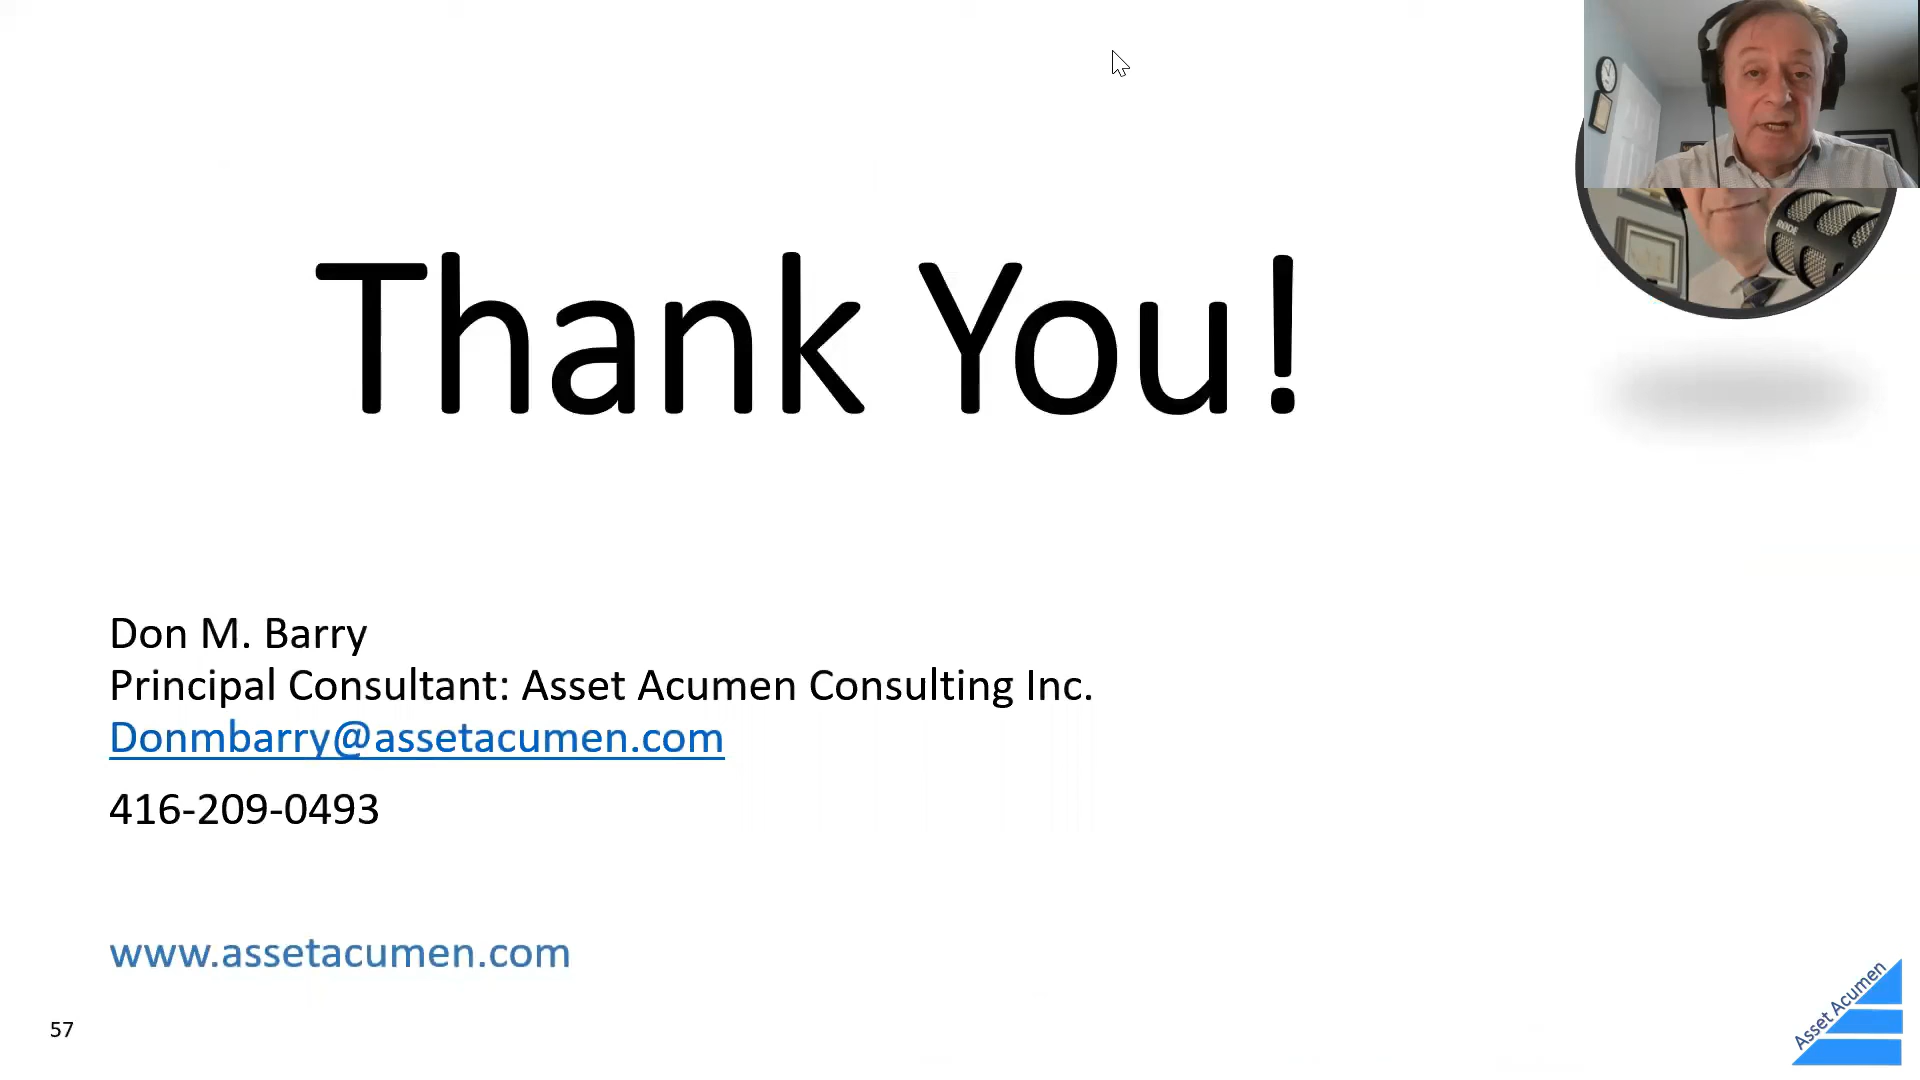 RODE
Thank You!
Don M. Barry
Principal Consultant: Asset Acumen Consulting Inc.
Donmbarry@assetacumen.com
416-209-0493
www.assetacumen.com
57
Asset Acumen